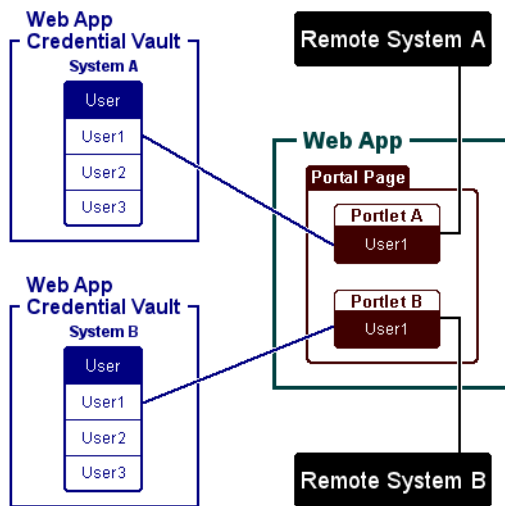 Web App
Credential Vault
System A
User
User1
User2
User3
Remote System A
Web App
Portal Page
Portlet A
User1
Portlet B
User1
Web App
Credential Vault
System B
User
User1
User2
User3
Remote System B